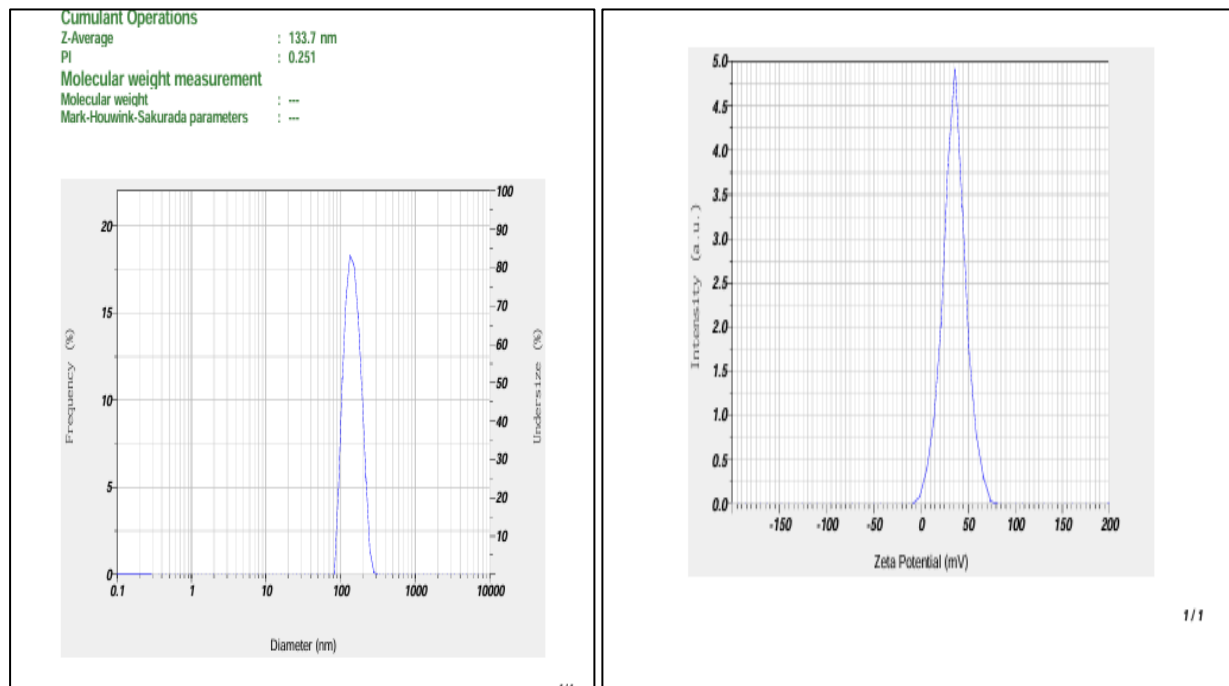 Cumulant Operations
Z-Average : 133.7 nm
PI : 0.251
Molecular weight measurement
Molecular weight : ---
Mark-Houwink-Sakurada parameters : ---
Frequency (%)
20
15
10
5
0
100
90
80
70
60
50
40
30
20
10
Undersize (%)
0.1 1 10 100 1000 10000
Diameter (nm)
Intensity (a.u.)
5.0
4.5
4.0
3.5
3.0
2.5
2.0
1.5
1.0
0.5
0.0
-150 -100 -50 0 50 100 150 200
Zeta Potential (mV)
1 / 1